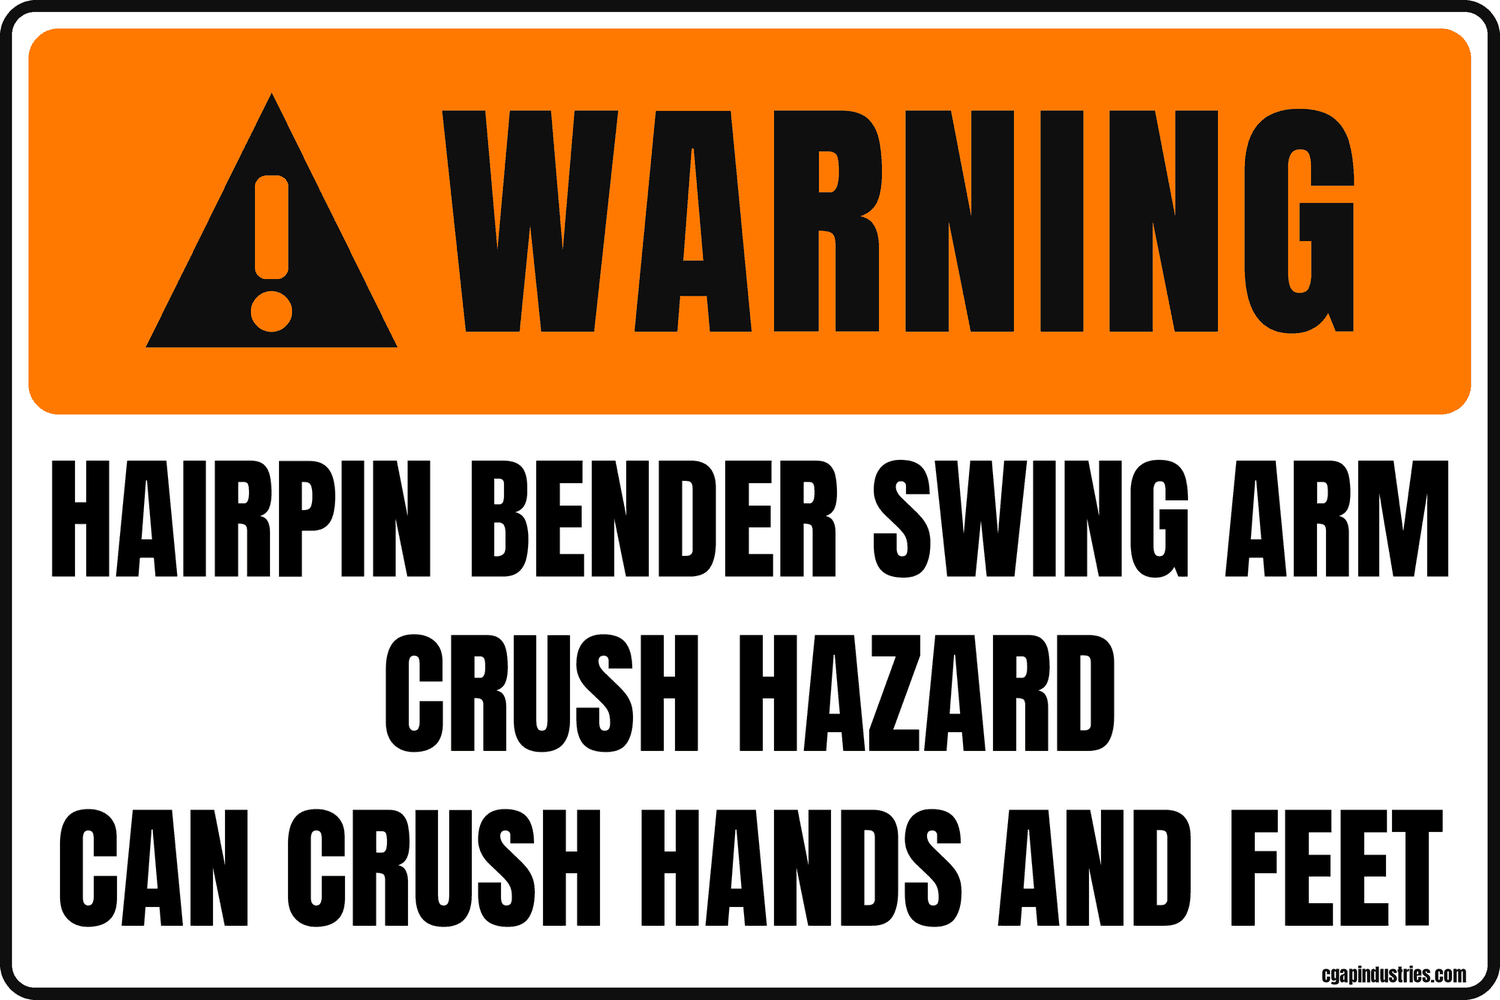 WARNING
HAIRPIN BENDER SWING ARM
CRUSH HAZARD
CAN CRUSH HANDS AND FEET
cgapindustries.com